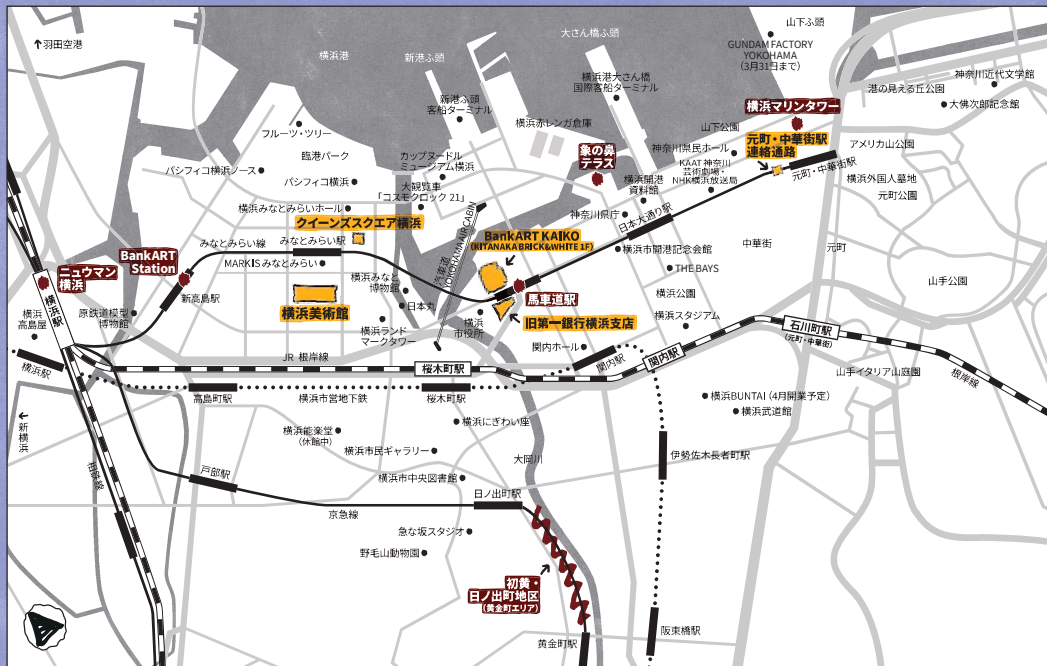 ↑羽田空港
横浜港
新港ふ頭
大さん橋ふ頭
山下ふ頭
GUNDAM FACTORY
YOKOHAMA
（3月31日まで）
神奈川近代文学館
港の見える丘公園
大佛次郎記念館
横浜港大さん橋
国際客船ターミナル
新港ふ頭
客船ターミナル
横浜マリンタワー
フルーツ・ツリー
横浜赤レンガ倉庫
山下公園
元町・中華街駅
連絡通路
アメリカ山公園
臨港パーク
カップヌードル
ミュージアム横浜
象の鼻
テラス
神奈川県民ホール
KAAT 神奈川
芸術劇場・
NHK横浜放送局
元町・中華街駅
パシフィコ横浜ノース
パシフィコ横浜
大観覧車
「コスモクロック 21」
横浜開港
資料館
横浜外国人墓地
元町公園
横浜みなとみらいホール
クイーンズスクエア横浜
汽車道
YOKOHAMA AIR CABIN
神奈川県庁
日本大通り駅
BankART KAIKO
(KITANAKA BRICK&WHITE 1F)
横浜市開港記念会館
中華街
元町
みなとみらい線
みなとみらい駅
BankART
Station
MARK ISみなとみらい
THE BAYS
ニュウマン
横浜
新高島駅
横浜みなと
博物館
日本丸
馬車道駅
横浜公園
山手公園
横浜駅
横浜
高島屋
原鉄道模型
博物館
横浜美術館
横浜ランド
マークタワー
横浜
市役所
旧第一銀行横浜支店
横浜スタジアム
関内ホール
石川町駅
(元町・中華街)
JR 根岸線
桜木町駅
関内駅
関内駅
根岸線
山手イタリア山庭園
横浜駅
高島町駅
横浜市営地下鉄
桜木町駅
横浜BUNTAI（4月開業予定）
横浜武道館
←新横浜
横浜能楽堂
（休館中）
横浜にぎわい座
横浜市民ギャラリー
大岡川
伊勢佐木長者町駅
相鉄線
戸部駅
横浜市中央図書館
日ノ出町駅
京急線
急な坂スタジオ
野毛山動物園
初黄・
日ノ出町地区
(黄金町エリア)
黄金町駅
阪東橋駅